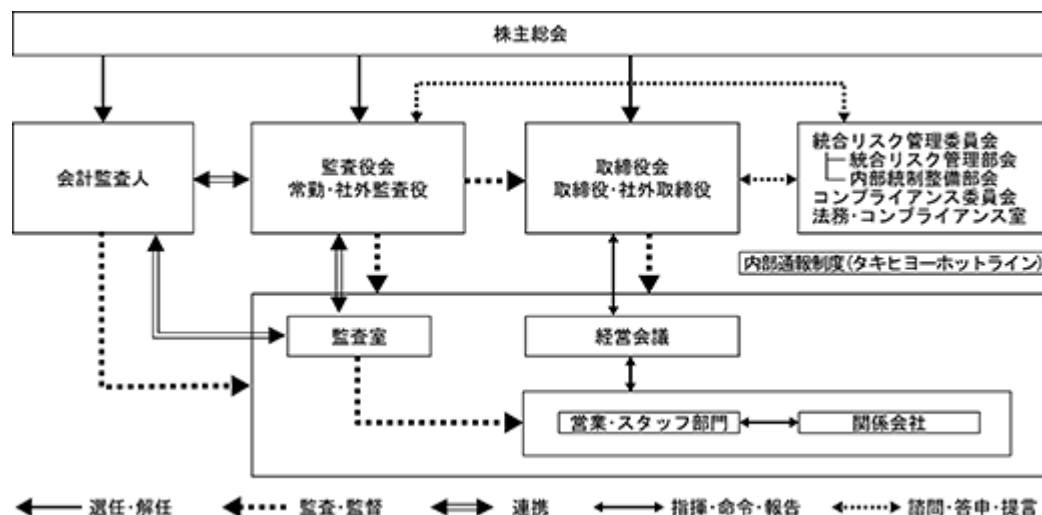 株主総会
会計監査人
監査役会
常勤・社外監査役
取締役会
取締役・社外取締役
統合リスク管理委員会
統合リスク管理部会
内部統制整備部会
コンプライアンス委員会
法務・コンプライアンス室
内部通報制度(タキヒヨーホットライン)
監査室
経営会議
営業・スタッフ部門
関係会社
選任・解任
監査・監督
連携
指揮・命令・報告
諮問・答申・提言